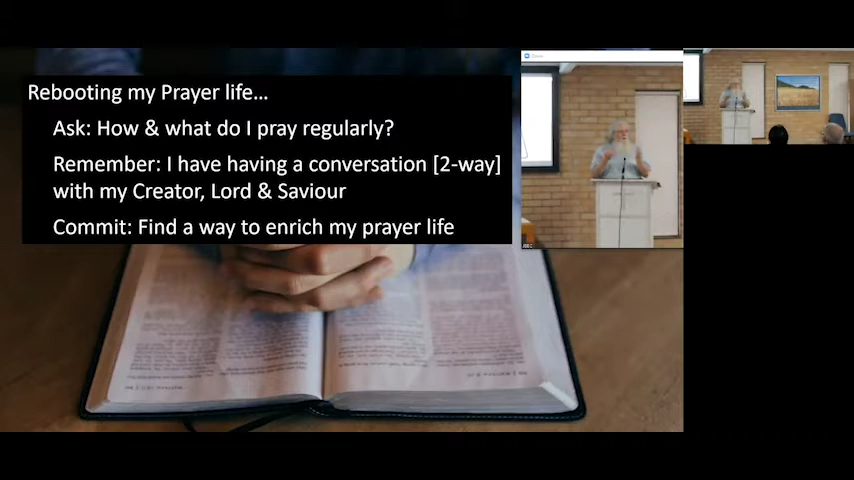 Rebooting my Prayer life...
Ask: How & what do I pray regularly?
Remember: I have having a conversation [2-way]
with my Creator, Lord & Saviour
Commit: Find a way to enrich my prayer life